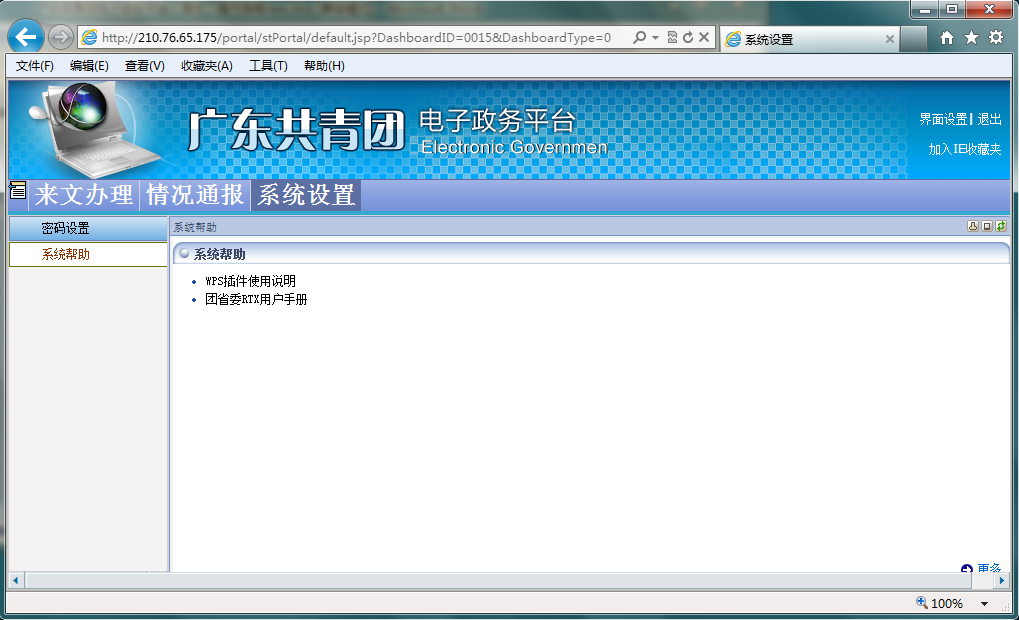 http://210.76.65.175/portal/stPortal/default.jsp?DashboardID=0015&DashboardType=0
系统设置
文件(F) 编辑(E) 查看(V) 收藏夹(A) 工具(T) 帮助(H)
广东共青团 电子政务平台
Electronic Governmen
界面设置| 退出
加入IE收藏夹
来文办理 情况通报 系统设置
密码设置
系统帮助
系统帮助
系统帮助
WPS插件使用说明
团省委RTX用户手册
更多
100%